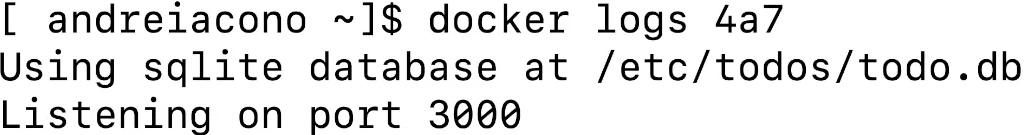 [ andreiacono ~]$ docker logs 4a7
Using sqlite database at /etc/todos/todo.db
Listening on port 3000